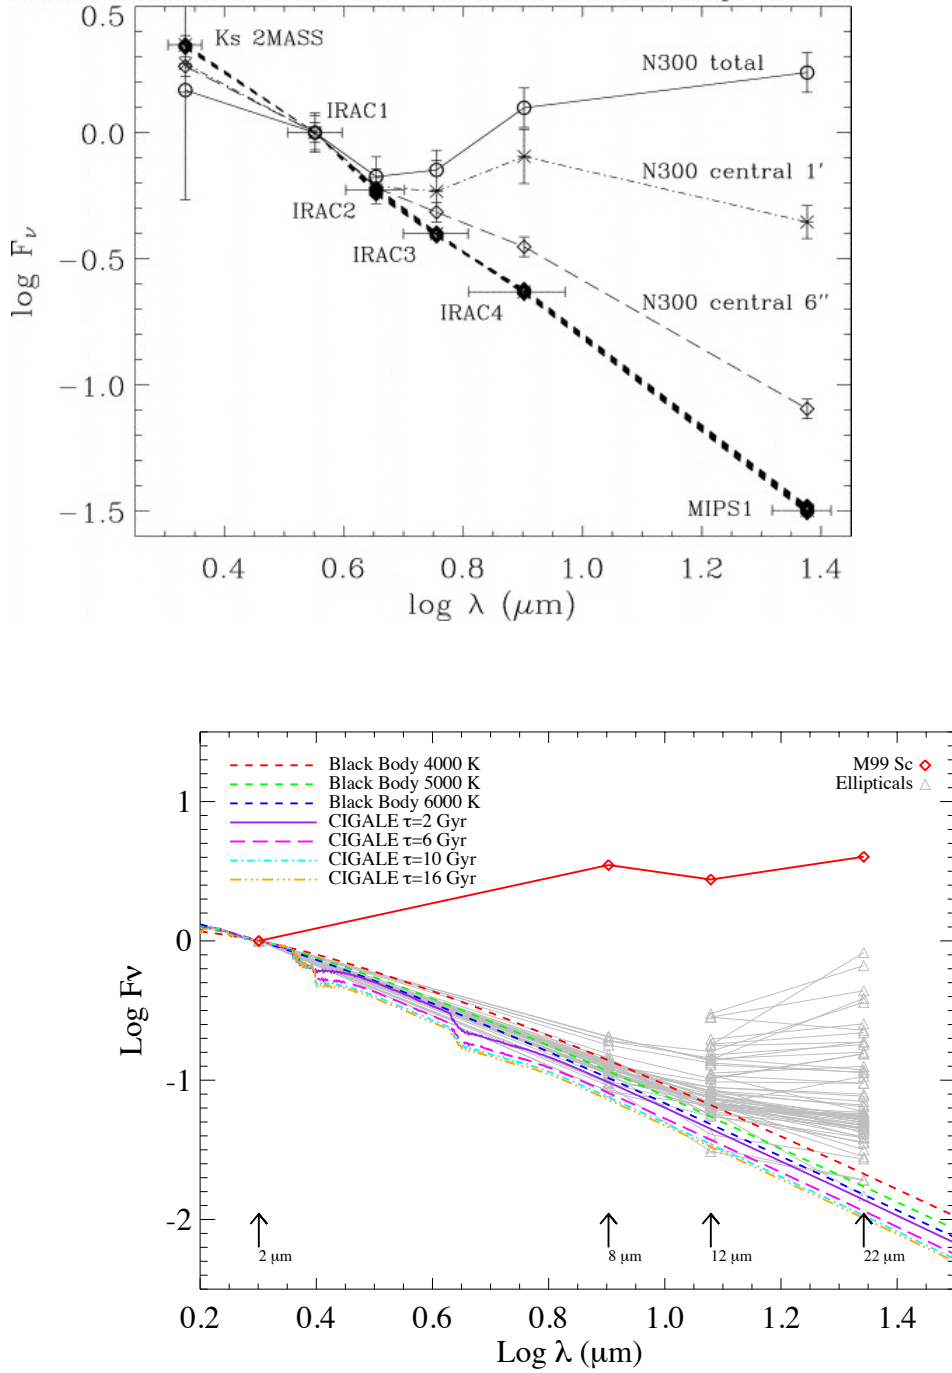 0.5
Ks 2MASS
N300 total
IRAC1
0.0
N300 central 1'
IRAC2
IRAC3
log Fν
−0.5
N300 central 6''
IRAC4
−1.0
MIPS1
−1.5
0.4 0.6 0.8 1.0 1.2 1.4
log λ (μm)
Black Body 4000 K
Black Body 5000 K
Black Body 6000 K
CIGALE τ=2 Gyr
CIGALE τ=6 Gyr
CIGALE τ=10 Gyr
CIGALE τ=16 Gyr
M99 Sc
Ellipticals
1
0
Log Fν
-1
-2
2 μm 8 μm 12 μm 22 μm
0.2 0.4 0.6 0.8 1.0 1.2 1.4
Log λ (μm)